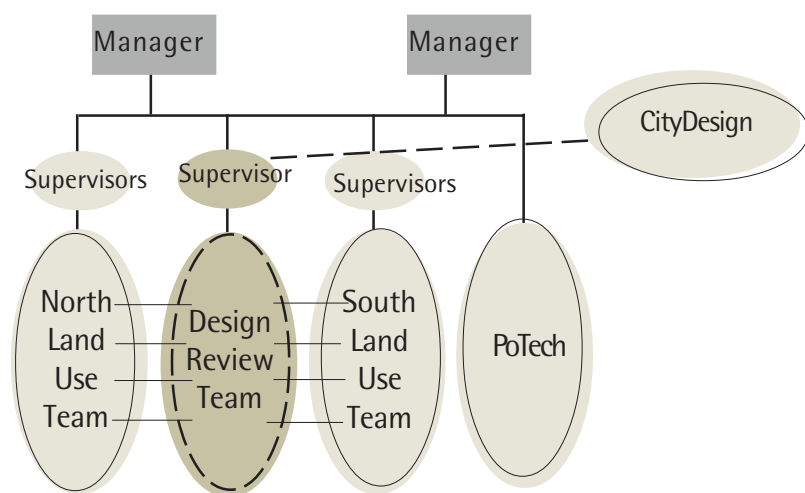 Manager
Manager
CityDesign
Supervisors
Supervisor
Supervisors
North
Land
Use
Team
Design
Review
Team
South
Land
Use
Team
PoTech